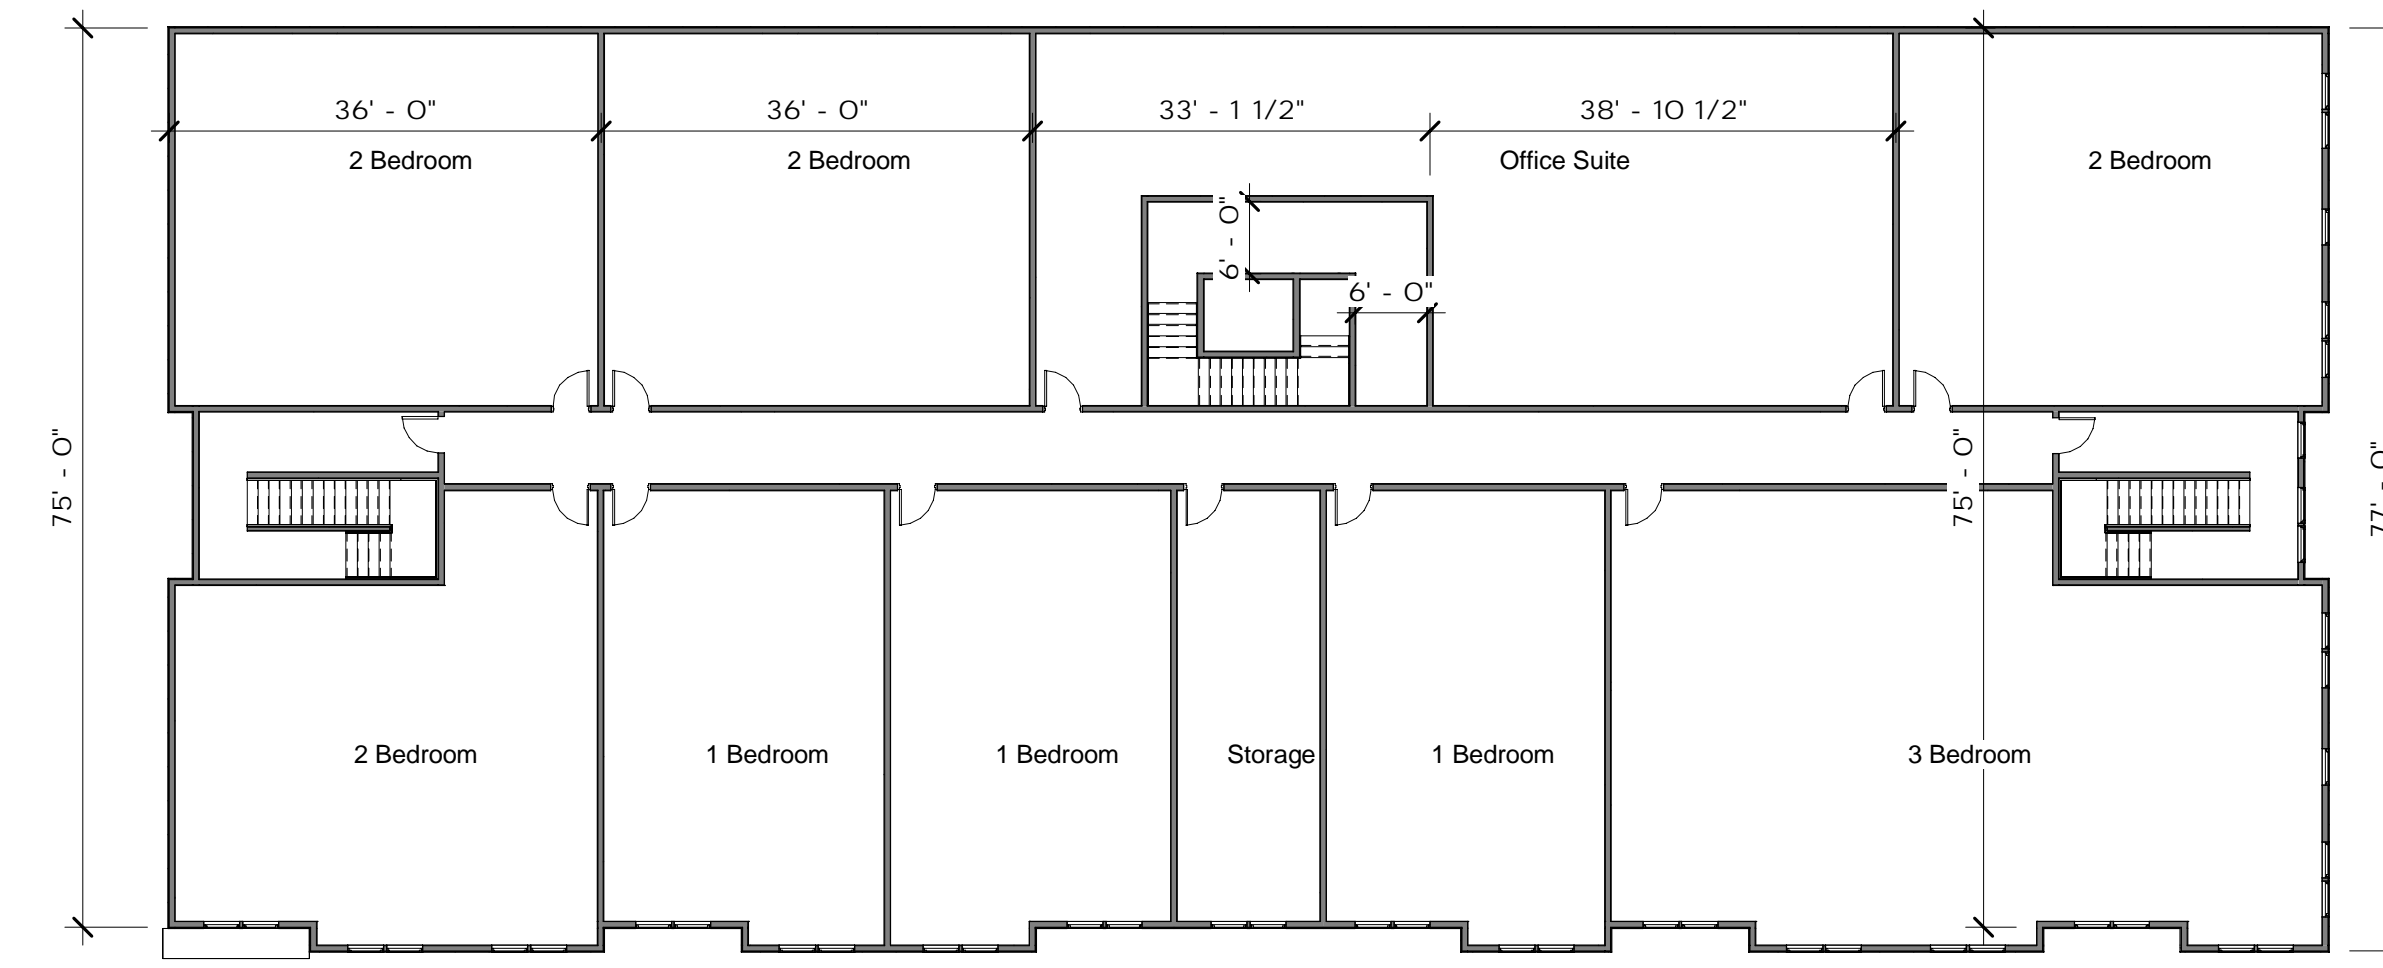 36' - 0"
36' - 0"
33' - 1 1/2"
38' - 10 1/2"
2 Bedroom
2 Bedroom
Office Suite
2 Bedroom
6' - 0"
6' - 0"
75' - 0"
75' - 0"
77' - 0"
2 Bedroom
1 Bedroom
1 Bedroom
Storage
1 Bedroom
3 Bedroom